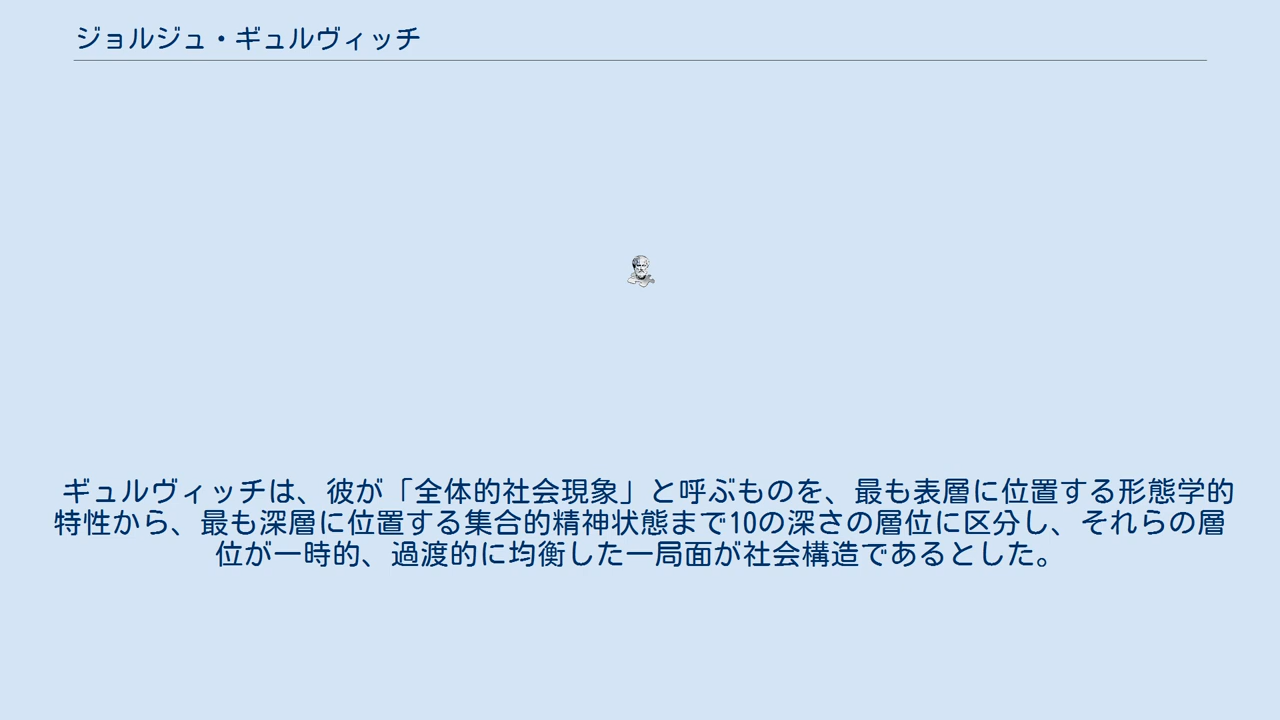 ジョルジュ・ギュルヴィッチ
ギュルヴィッチは、彼が「全体的社会現象」と呼ぶものを、最も表層に位置する形態学的
特性から、最も深層に位置する集合的精神状態まで10の深さの層位に区分し、それらの層
位が一時的、過渡的に均衡した一局面が社会構造であるとした。